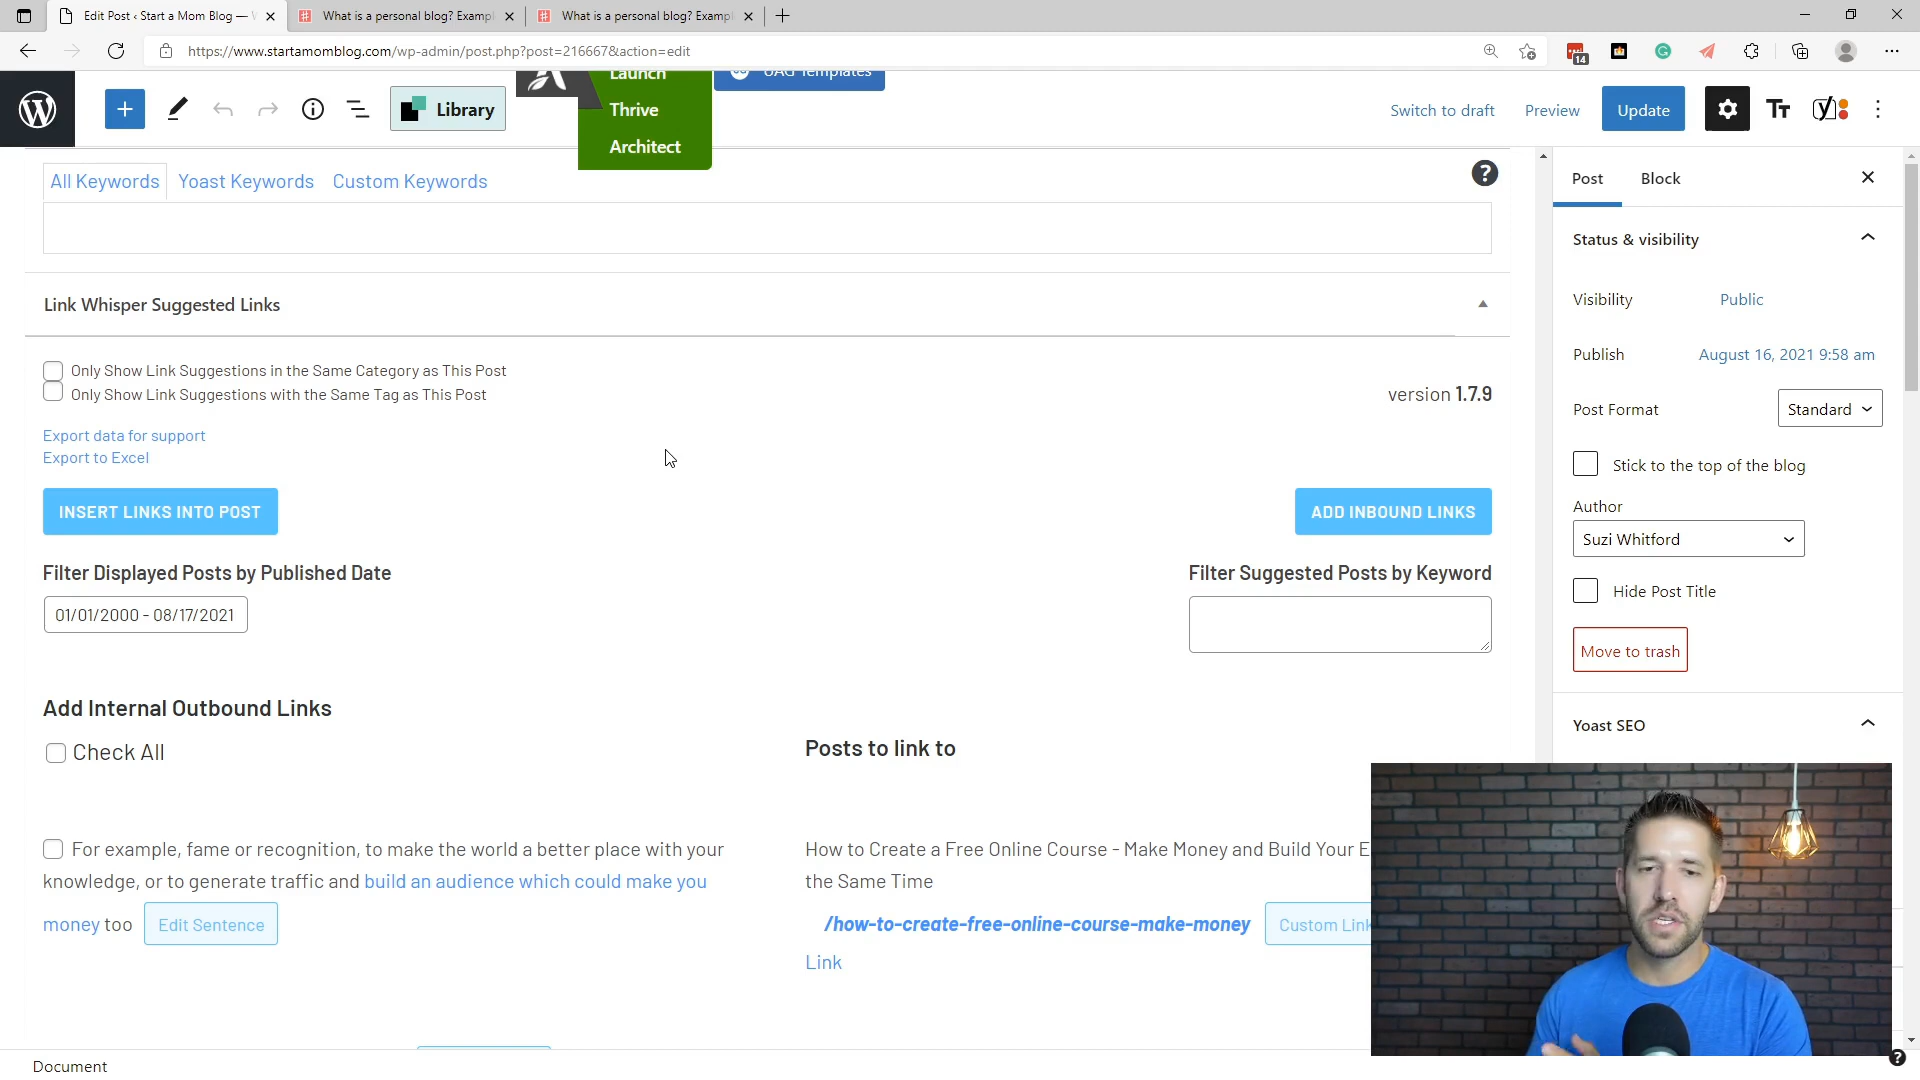 Edit Post ‹ Start a Mom Blog —
What is a personal blog? Exampl
What is a personal blog? Exampl
https://www.startamomblog.com/wp-admin/post.php?post=216667&action=edit
14
Launch
Thrive
Architect
UAG Templates
Library
Switch to draft
Preview
Update
All Keywords
Yoast Keywords
Custom Keywords
Post
Block
Status & visibility
Link Whisper Suggested Links
Visibility
Public
Publish
August 16, 2021 9:58 am
Only Show Link Suggestions in the Same Category as This Post
Only Show Link Suggestions with the Same Tag as This Post
version 1.7.9
Post Format
Standard
Export data for support
Export to Excel
Stick to the top of the blog
INSERT LINKS INTO POST
ADD INBOUND LINKS
Author
Suzi Whitford
Filter Displayed Posts by Published Date
Filter Suggested Posts by Keyword
Hide Post Title
01/01/2000 - 08/17/2021
Move to trash
Add Internal Outbound Links
Yoast SEO
Check All
Posts to link to
For example, fame or recognition, to make the world a better place with your
knowledge, or to generate traffic and build an audience which could make you
money too
Edit Sentence
How to Create a Free Online Course - Make Money and Build Your E
the Same Time
/how-to-create-free-online-course-make-money
Custom Link
Link
Document